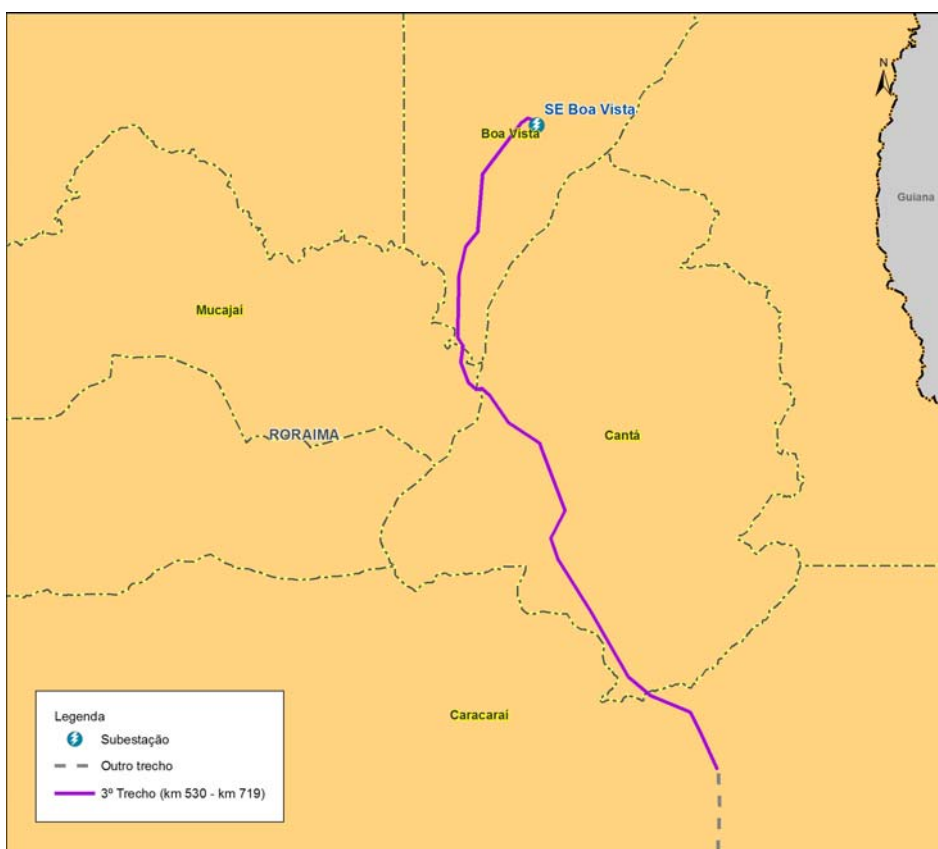 N
SE Boa Vista
Boa Vista
Guiana
Mucajaí
RORAIMA
Cantá
Caracaraí
Legenda
Subestação
Outro trecho
3º Trecho (km 530 - km 719)